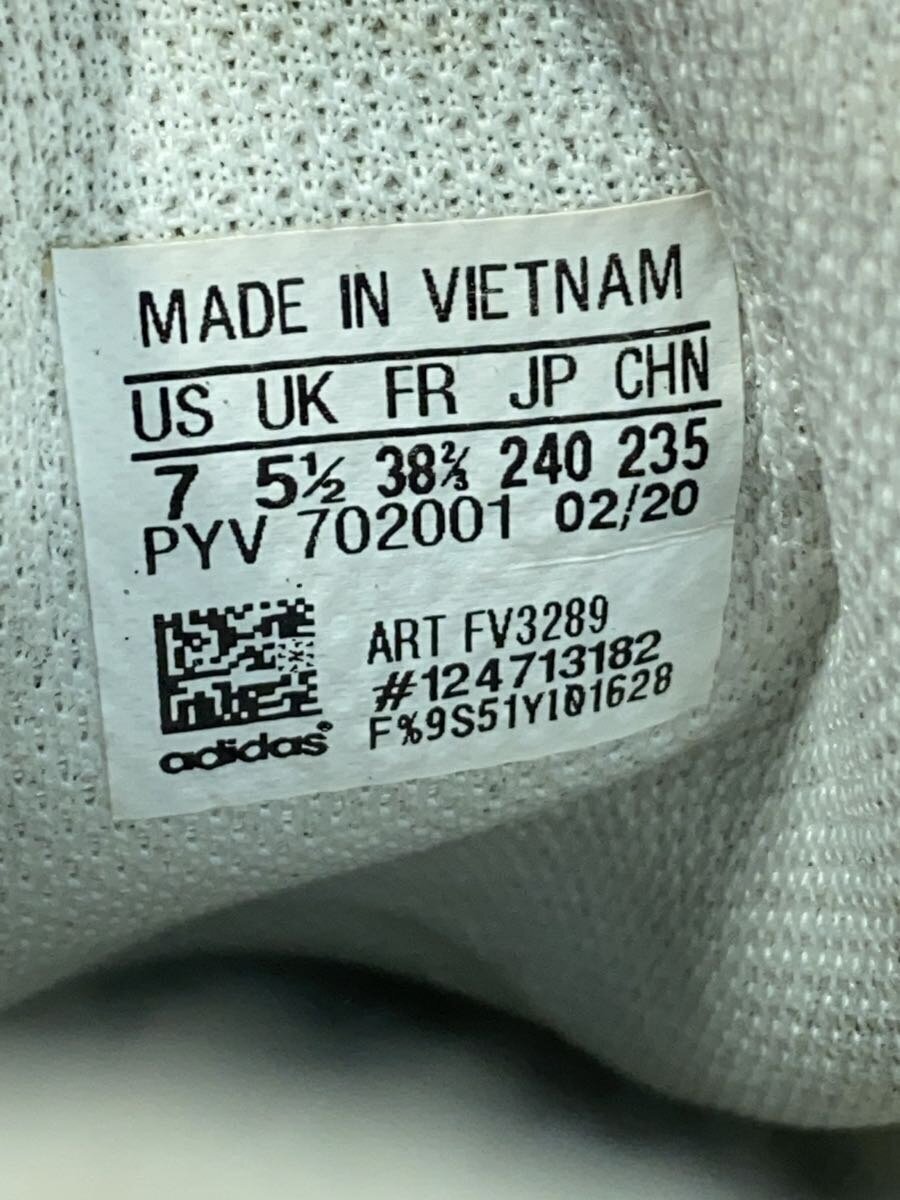 MADE IN VIETNAM
US UK FR JP CHN
7 5½ 38⅔ 240 235
PYV 702001 02/20
ART FV3289
#124713182
F%9S51YI01628
adidas®